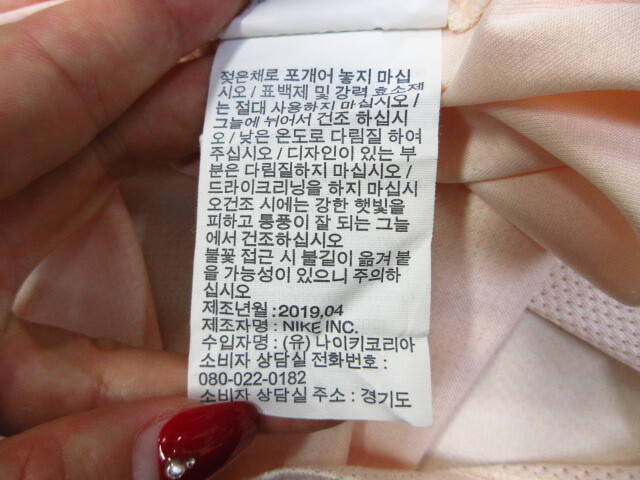 젖은채로 포개어 놓지 마십
시오 / 표백제 및 강력 효소제
는 절대 사용하지 마십시오 /
그늘에 뉘어서 건조 하십시
오 / 낮은 온도로 다림질 하여
주십시오 / 디자인이 있는 부
분은 다림질하지 마십시오 /
드라이크리닝을 하지 마십시
오건조 시에는 강한 햇빛을
피하고 통풍이 잘 되는 그늘
에서 건조하십시오
불꽃 접근 시 불길이 옮겨 붙
을 가능성이 있으니 주의하
십시오
제조년월 : 2019.04
제조자명 : NIKE INC.
수입자명 : (유) 나이키코리아
소비자 상담실 전화번호 :
080-022-0182
소비자 상담실 주소 : 경기도